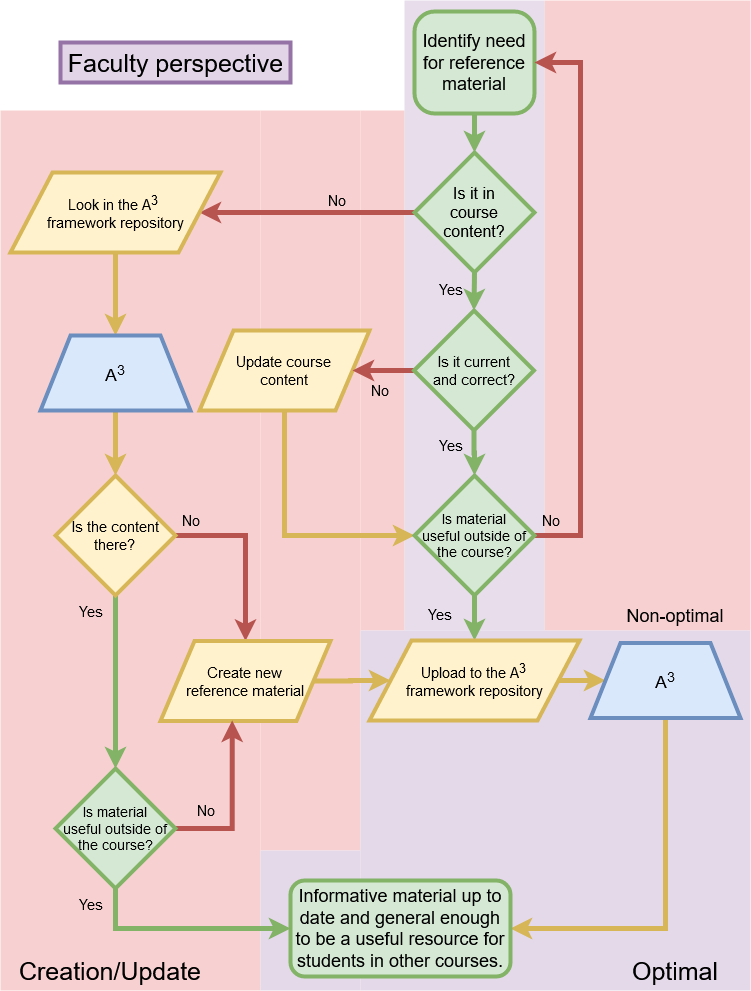 Faculty perspective
Identify need
for reference
material
Is it in
course
content?
No
Look in the A³
framework repository
Yes
A³
Update course
content
Is it current
and correct?
No
Yes
Is the content
there?
No
Is material
useful outside of
the course?
No
Yes
Yes
Non-optimal
Create new
reference material
Upload to the A³
framework repository
A³
Is material
useful outside of
the course?
No
Yes
Informative material up to
date and general enough
to be a useful resource for
students in other courses.
Creation/Update
Optimal